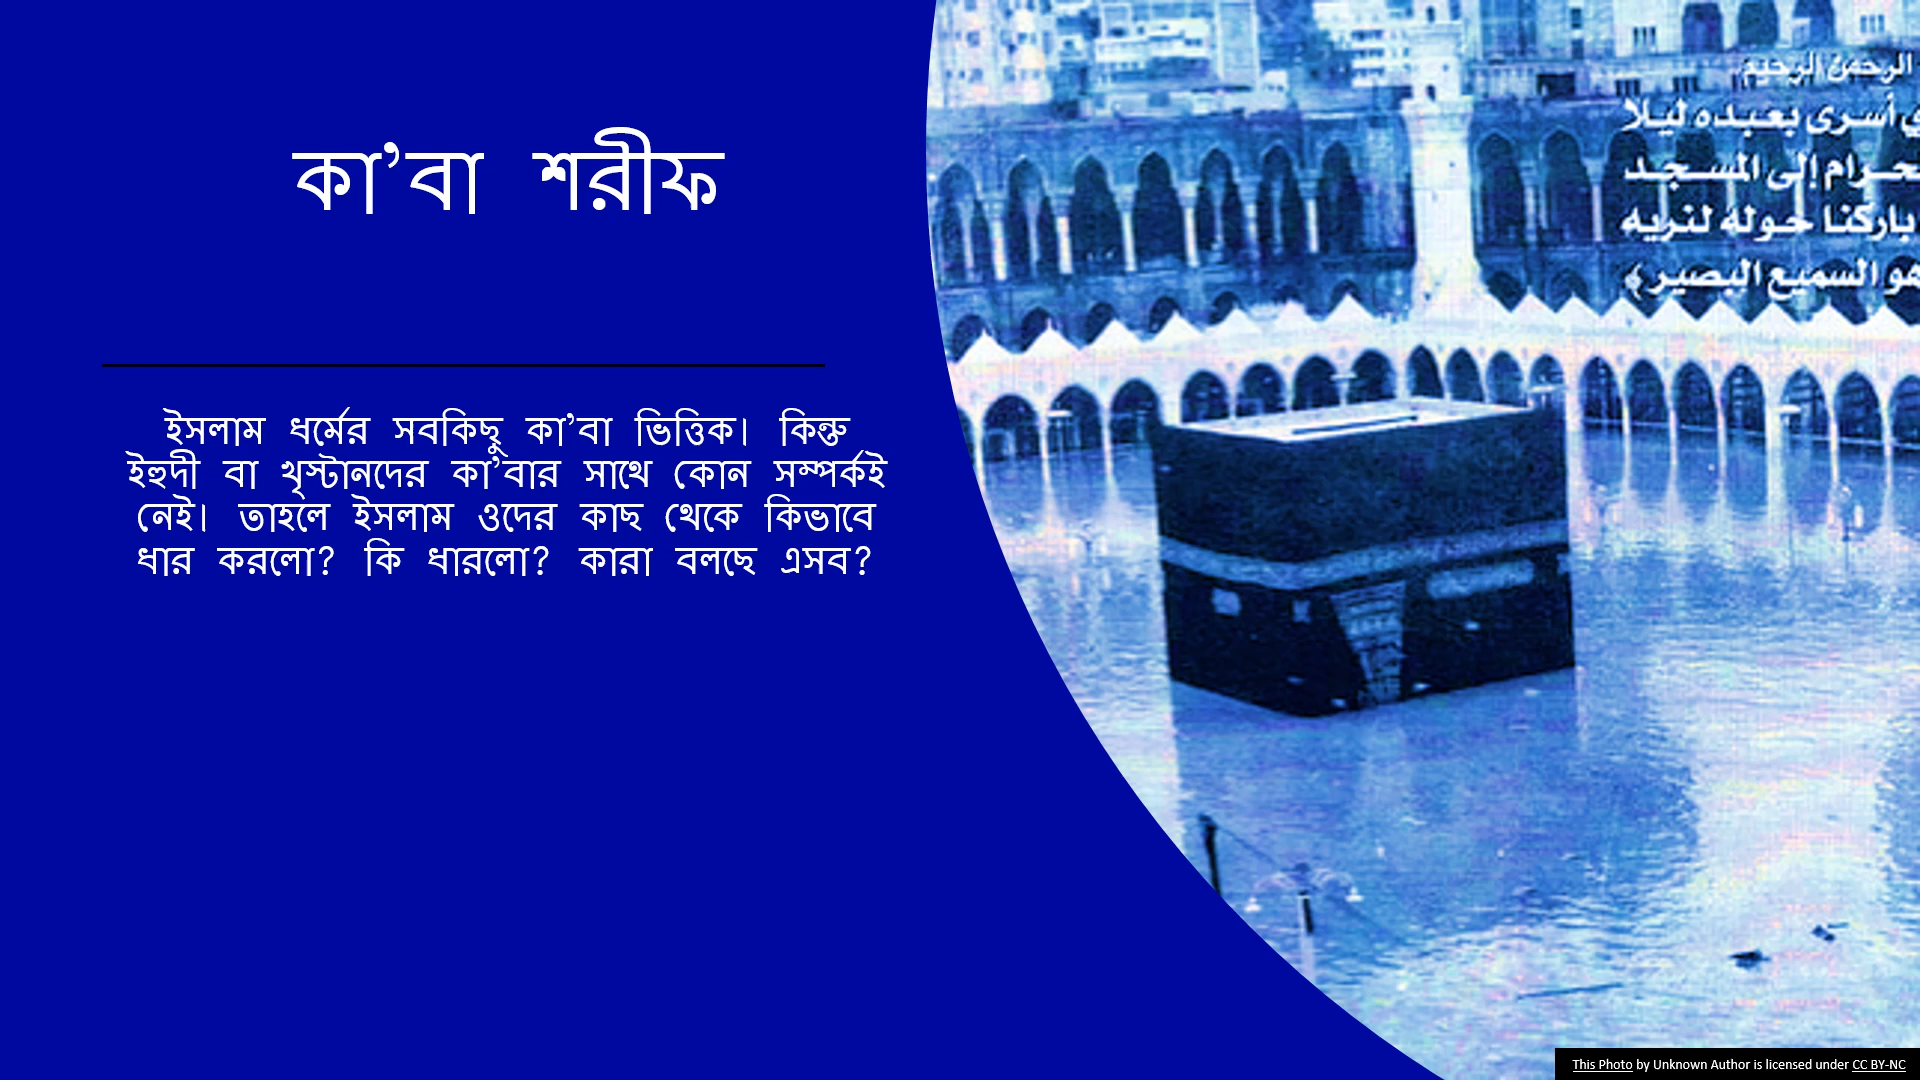 কা’বা শরীফ
ইসলাম ধর্মের সবকিছু কা’বা ভিত্তিক। কিন্তু
ইহুদী বা খৃস্টানদের কা’বার সাথে কোন সম্পর্কই
নেই। তাহলে ইসলাম ওদের কাছ থেকে কিভাবে
ধার করলো? কি ধারলো? কারা বলছে এসব?
الرحمن الرحيم
أسرى بعبده ليلا
إلى المسجد
باركنا حوله لنريه
هو السميع البصير ﴾
This Photo by Unknown Author is licensed under CC BY-NC